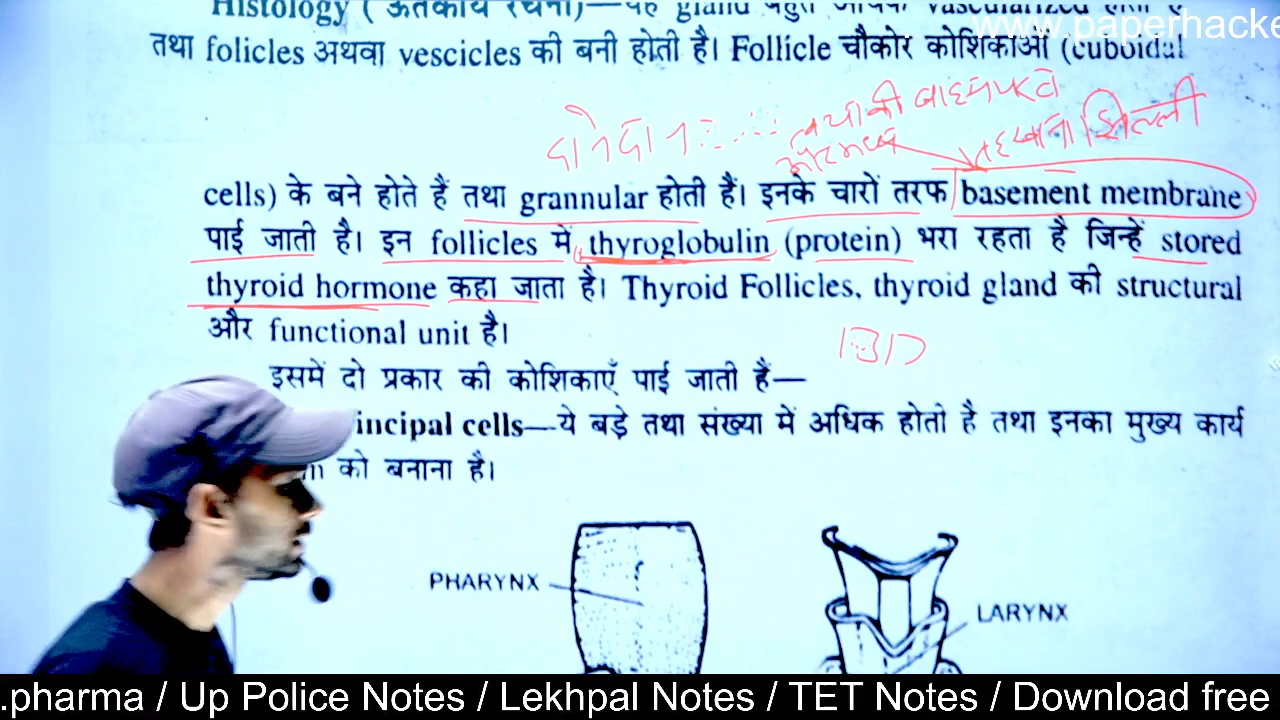 Histology ( ऊतकीय रचना)—यह gland बहुत अधिक vascularized होती है
www.paperhacke
तथा folicles अथवा vescicles की बनी होती है। Follicle चौकोर कोशिकाओं (cuboidal
दानेदार
तहखाना झिल्ली
cells) के बने होते हैं तथा grannular होती हैं। इनके चारों तरफ basement membrane
पाई जाती है। इन follicles में thyroglobulin (protein) भरा रहता है जिन्हें stored
thyroid hormone कहा जाता है। Thyroid Follicles, thyroid gland की structural
और functional unit है।
इसमें दो प्रकार की कोशिकाएँ पाई जाती हैं—
incipal cells—ये बड़े तथा संख्या में अधिक होतो है तथा इनका मुख्य कार्य
को बनाना है।
PHARYNX
LARYNX
.pharma / Up Police Notes / Lekhpal Notes / TET Notes / Download free